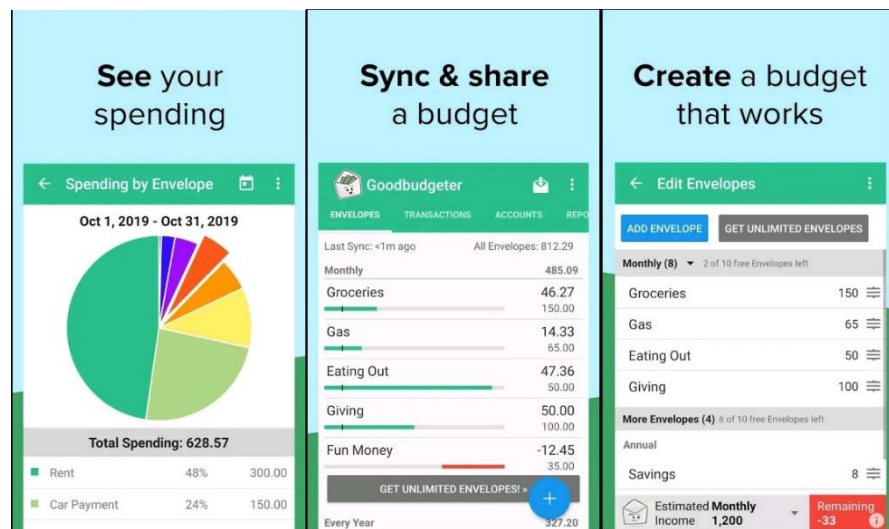 See your
spending
Spending by Envelope
Oct 1, 2019 - Oct 31, 2019
Total Spending: 628.57
Rent 48% 300.00
Car Payment 24% 150.00
Sync & share
a budget
Goodbudgeter
ENVELOPES TRANSACTIONS ACCOUNTS REPO
Last Sync: <1m ago All Envelopes: 812.29
Monthly 485.09
Groceries 46.27
150.00
Gas 14.33
65.00
Eating Out 47.36
50.00
Giving 50.00
100.00
Fun Money -12.45
35.00
GET UNLIMITED ENVELOPES! »
Every Year 327.20
Create a budget
that works
Edit Envelopes
ADD ENVELOPE GET UNLIMITED ENVELOPES
Monthly (8) 2 of 10 free Envelopes left
Groceries 150
Gas 65
Eating Out 50
Giving 100
More Envelopes (4) 6 of 10 free Envelopes left
Annual
Savings 8
Estimated Monthly Remaining
Income 1,200 -33